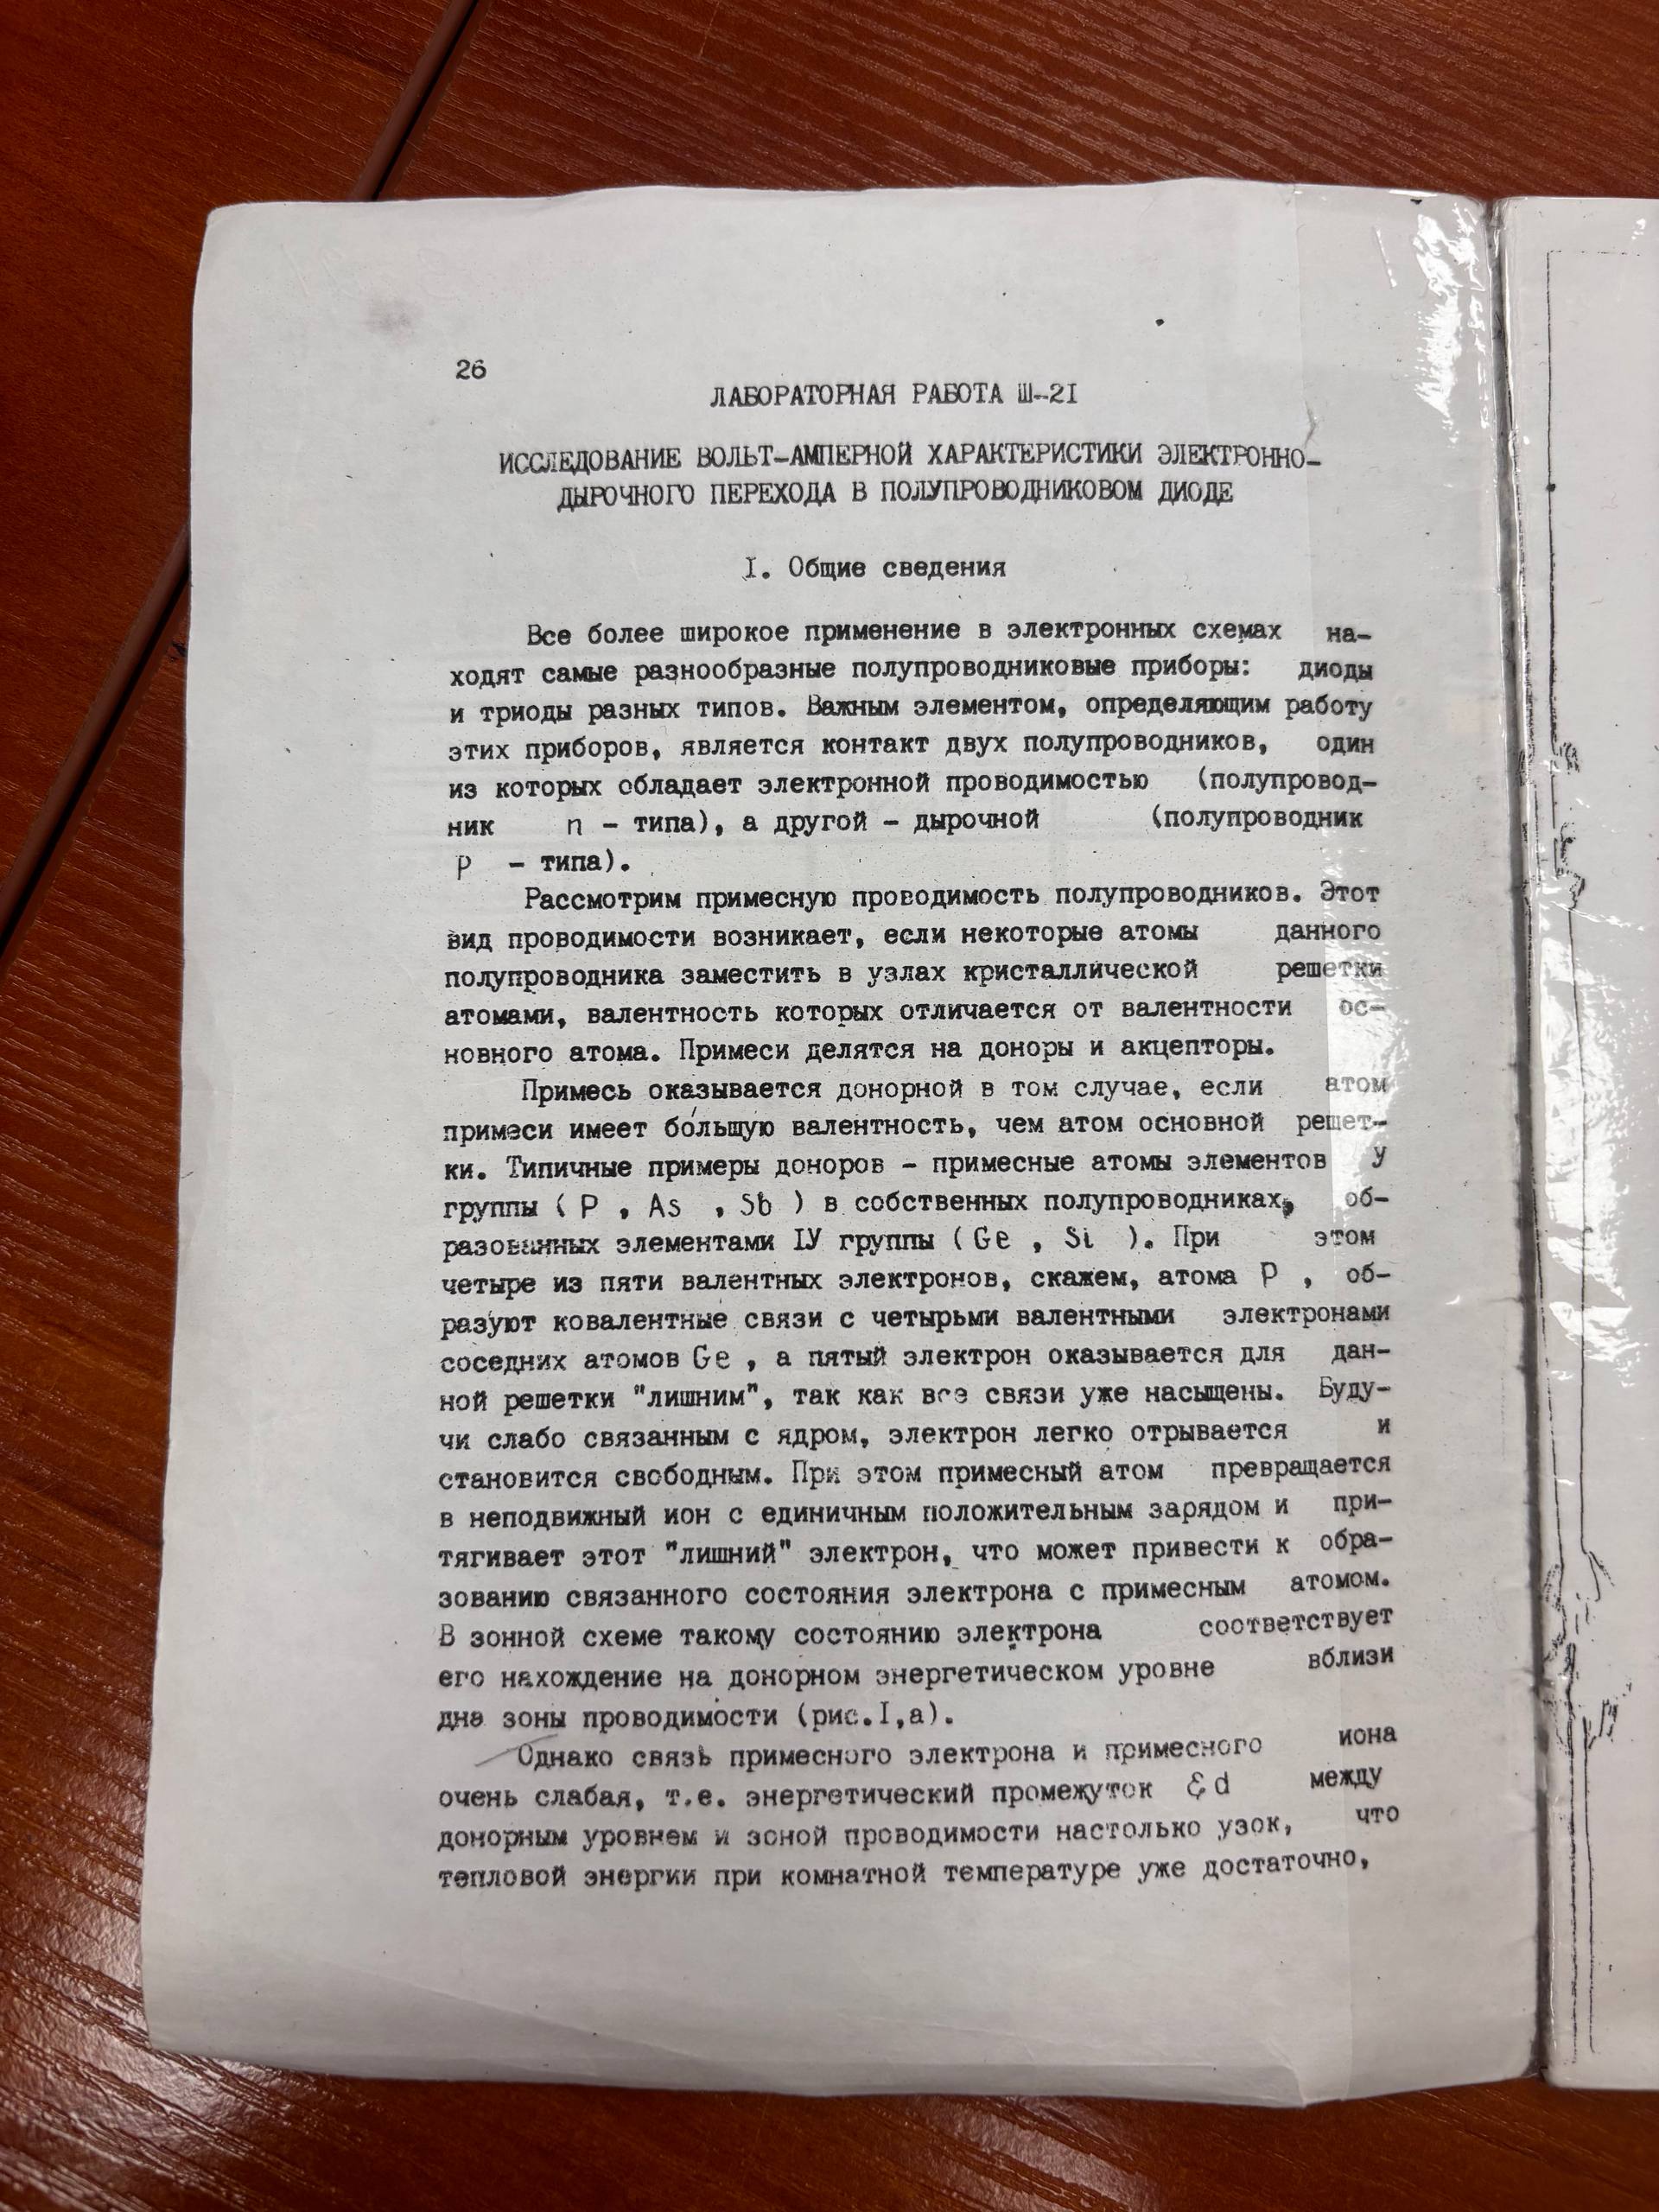 26
ЛАБОРАТОРНАЯ РАБОТА Ш-2I
ИССЛЕДОВАНИЕ ВОЛЬТ-АМПЕРНОЙ ХАРАКТЕРИСТИКИ ЭЛЕКТРОННО-
ДЫРОЧНОГО ПЕРЕХОДА В ПОЛУПРОВОДНИКОВОМ ДИОДЕ
I. Общие сведения
Все более широкое применение в электронных схемах на-
ходят самые разнообразные полупроводниковые приборы: диоды
и триоды разных типов. Важным элементом, определяющим работу
этих приборов, является контакт двух полупроводников, один
из которых обладает электронной проводимостью (полупровод-
ник n - типа), а другой - дырочной (полупроводник
p - типа).
Рассмотрим примесную проводимость полупроводников. Этот
вид проводимости возникает, если некоторые атомы данного
полупроводника заместить в узлах кристаллической решетки
атомами, валентность которых отличается от валентности ос-
новного атома. Примеси делятся на доноры и акцепторы.
Примесь оказывается донорной в том случае, если атом
примеси имеет бо́льшую валентность, чем атом основной решет-
ки. Типичные примеры доноров - примесные атомы элементов У
группы ( P , As , Sb ) в собственных полупроводниках, об-
разованных элементами IУ группы ( Ge , Si ). При этом
четыре из пяти валентных электронов, скажем, атома P , об-
разуют ковалентные связи с четырьмя валентными электронами
соседних атомов Ge , а пятый электрон оказывается для дан-
ной решетки "лишним", так как все связи уже насыщены. Буду-
чи слабо связанным с ядром, электрон легко отрывается и
становится свободным. При этом примесный атом превращается
в неподвижный ион с единичным положительным зарядом и при-
тягивает этот "лишний" электрон, что может привести к обра-
зованию связанного состояния электрона с примесным атомом.
В зонной схеме такому состоянию электрона соответствует
его нахождение на донорном энергетическом уровне вблизи
дна зоны проводимости (рис.I,а).
Однако связь примесного электрона и примесного иона
очень слабая, т.е. энергетический промежуток ℰd между
донорным уровнем и зоной проводимости настолько узок, что
тепловой энергии при комнатной температуре уже достаточно,